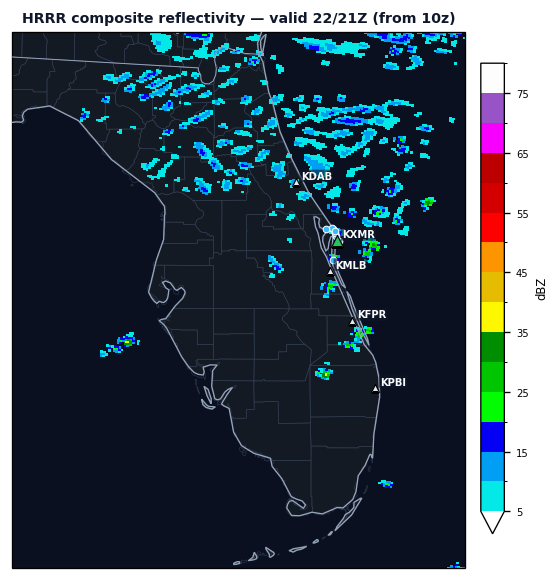 HRRR composite reflectivity — valid 22/21Z (from 10z)
KDAB
KXMR
KMLB
KFPR
KPBI
75
65
55
45
35
25
15
5
dBZ